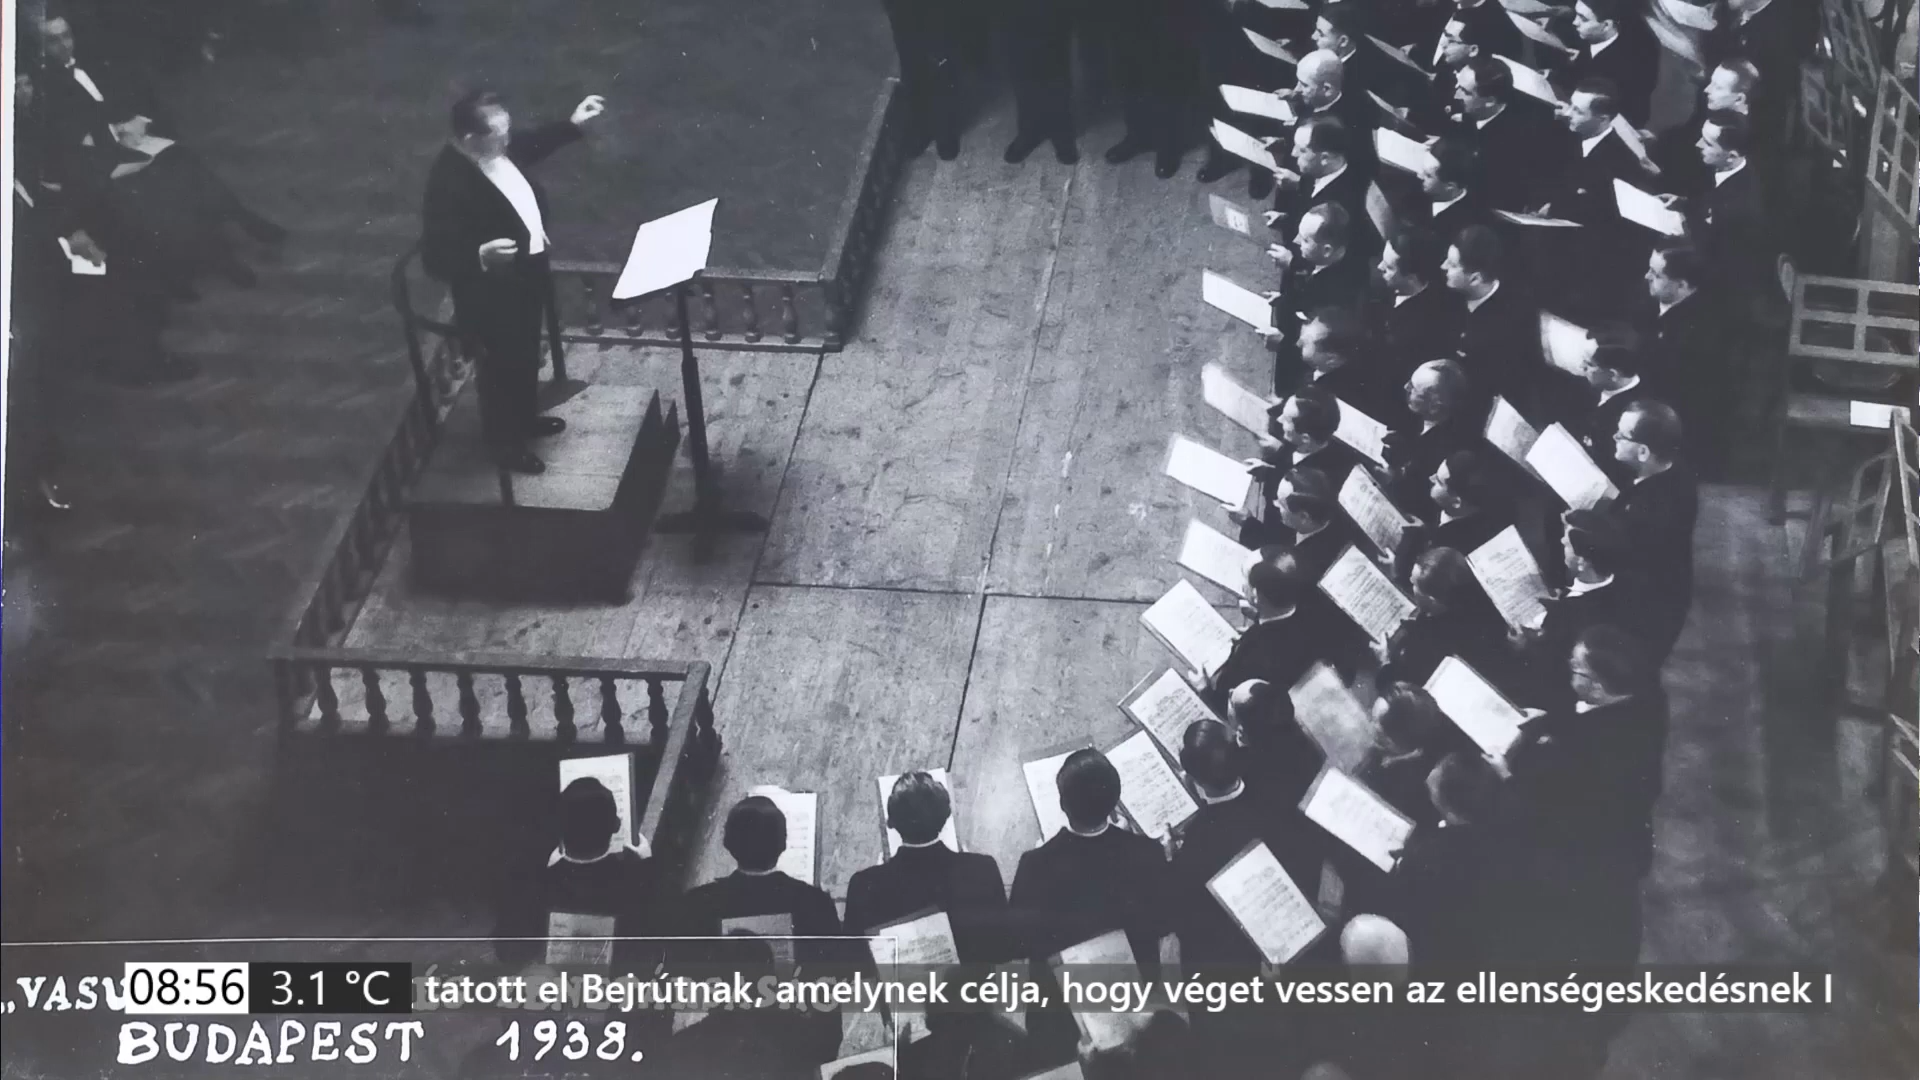 08:56 3.1 °C tatott el Bejrútnak, amelynek célja, hogy véget vessen az ellenségeskedésnek I
„VASU
BUDAPEST 1938.